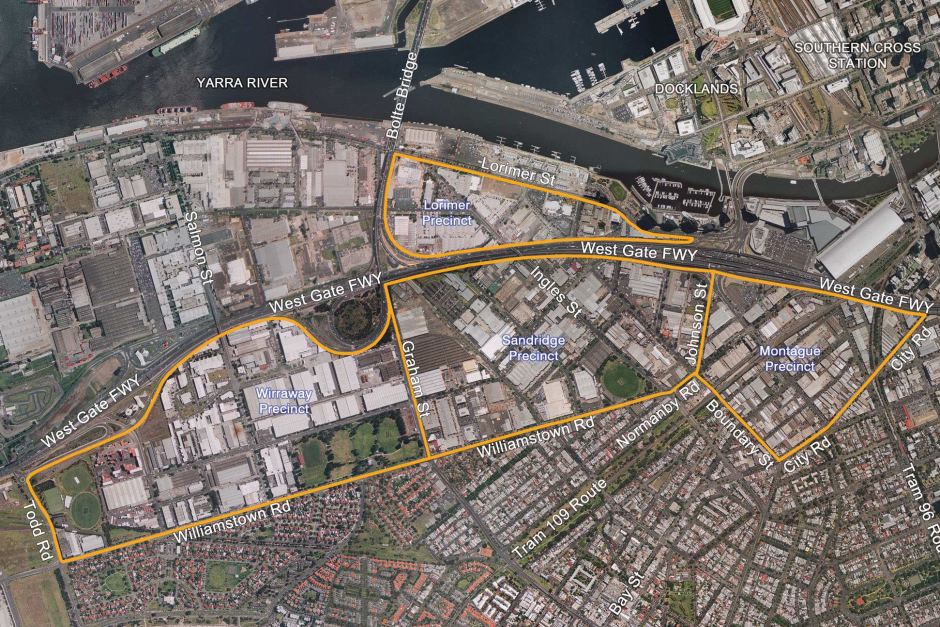 SOUTHERN CROSS
STATION
YARRA RIVER
DOCKLANDS
Bolte Bridge
Lorimer St
Lorimer
Precinct
Salmon St
West Gate FWY
West Gate FWY
West Gate FWY
Ingles St
Johnson St
City Rd
Sandridge
Precinct
Montague
Precinct
Graham St
West Gate FWY
Wirraway
Precinct
Normanby Rd
Williamstown Rd
Boundary St
City Rd
Tram 96 Rou
Tram 109 Route
Williamstown Rd
Todd Rd
Bay St